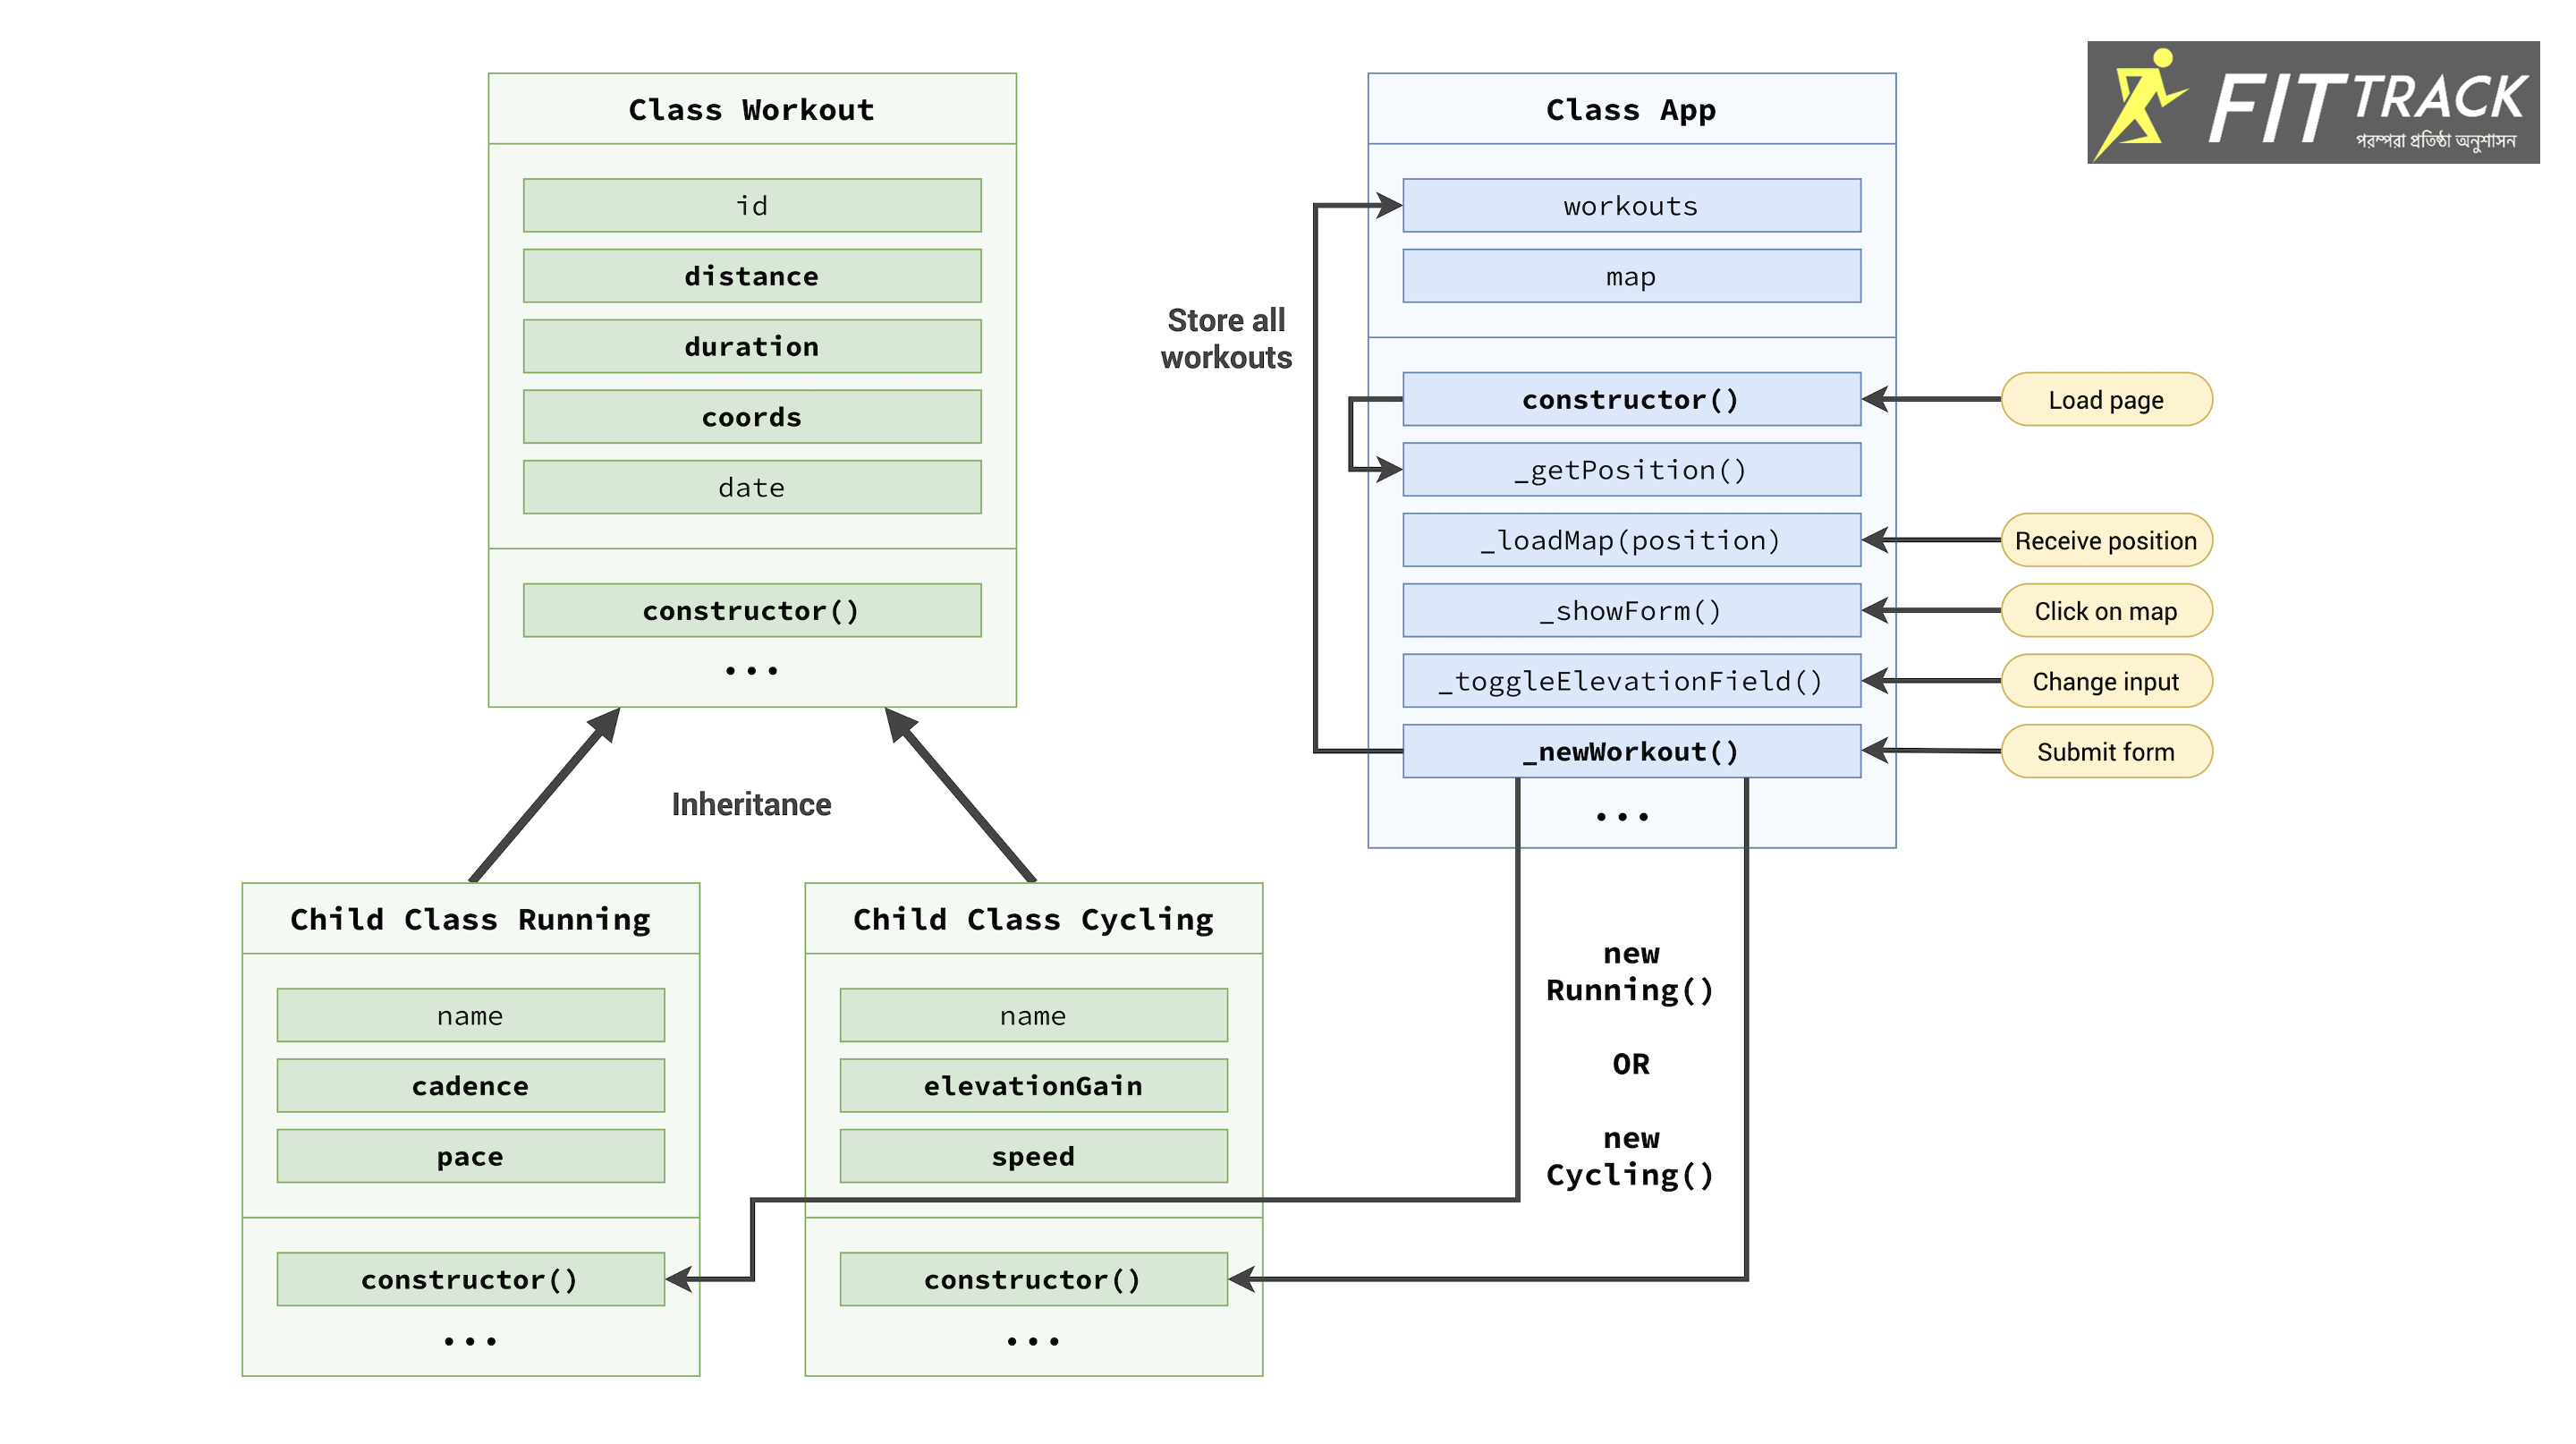 FIT TRACK
পরম্পরা প্রতিষ্ঠা অনুশাসন
Class Workout
id
distance
duration
coords
date
constructor()
...
Inheritance
Child Class Running
name
cadence
pace
constructor()
...
Child Class Cycling
name
elevationGain
speed
constructor()
...
Class App
workouts
map
Store all
workouts
constructor()
Load page
_getPosition()
_loadMap(position)
Receive position
_showForm()
Click on map
_toggleElevationField()
Change input
_newWorkout()
Submit form
...
new
Running()
OR
new
Cycling()